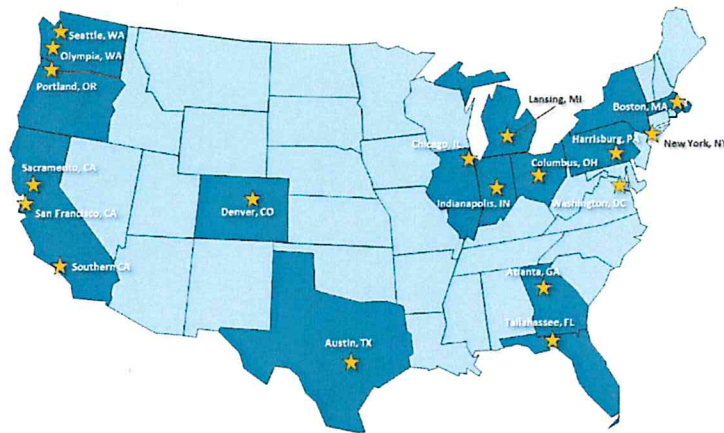 Seattle, WA
Olympia, WA
Portland, OR
Lansing, MI
Boston, MA
Chicago, IL
Harrisburg, PA
New York, NY
Columbus, OH
Sacramento, CA
Indianapolis, IN
Washington, DC
San Francisco, CA
Denver, CO
Southern CA
Atlanta, GA
Tallahassee, FL
Austin, TX